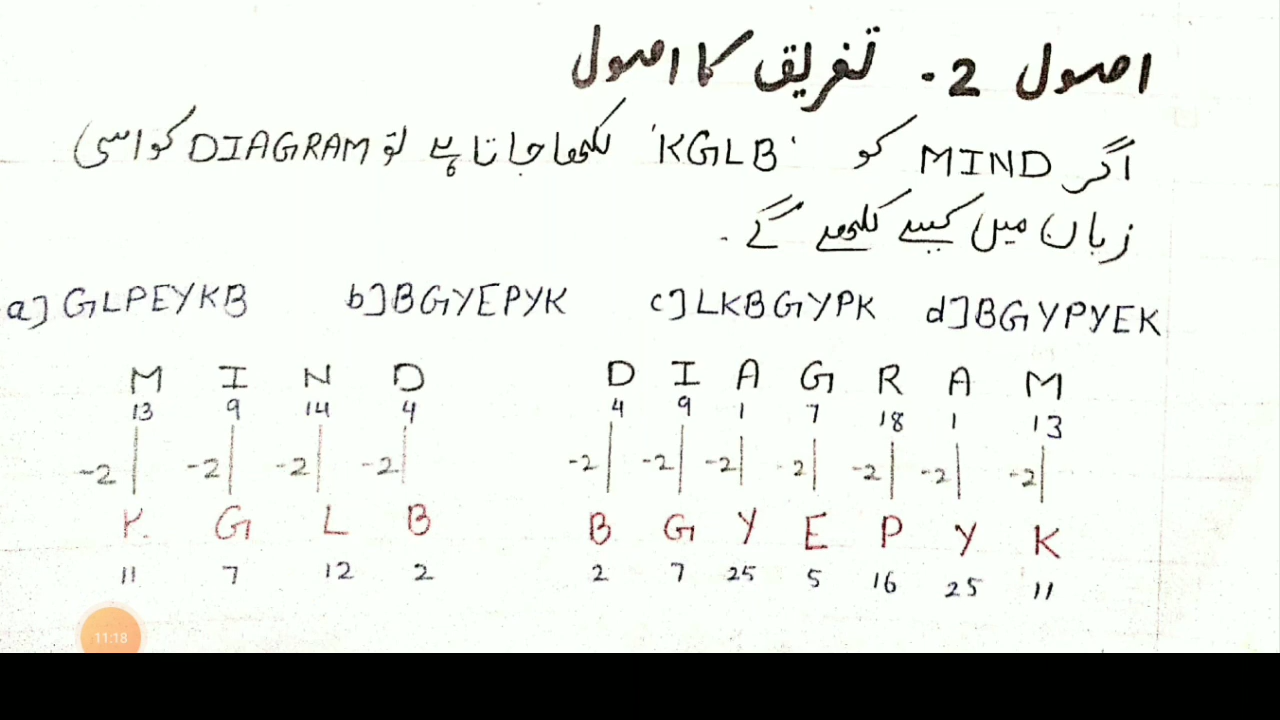 اصول 2. تفریق کا اصول
اگر MIND کو 'KGLB' لکھا جاتا ہے تو DIAGRAM کو اسی
زبان میں کیسے لکھے گے.
a] GLPEYKB b] BGYEPYK c] LKBGYPK d] BGYPYEK
M I N D D I A G R A M
13 9 14 4 4 9 1 7 18 1 13
-2 -2 -2 -2 -2 -2 -2 -2 -2 -2 -2
K G L B B G Y E P Y K
11 7 12 2 2 7 25 5 16 25 11
11:18